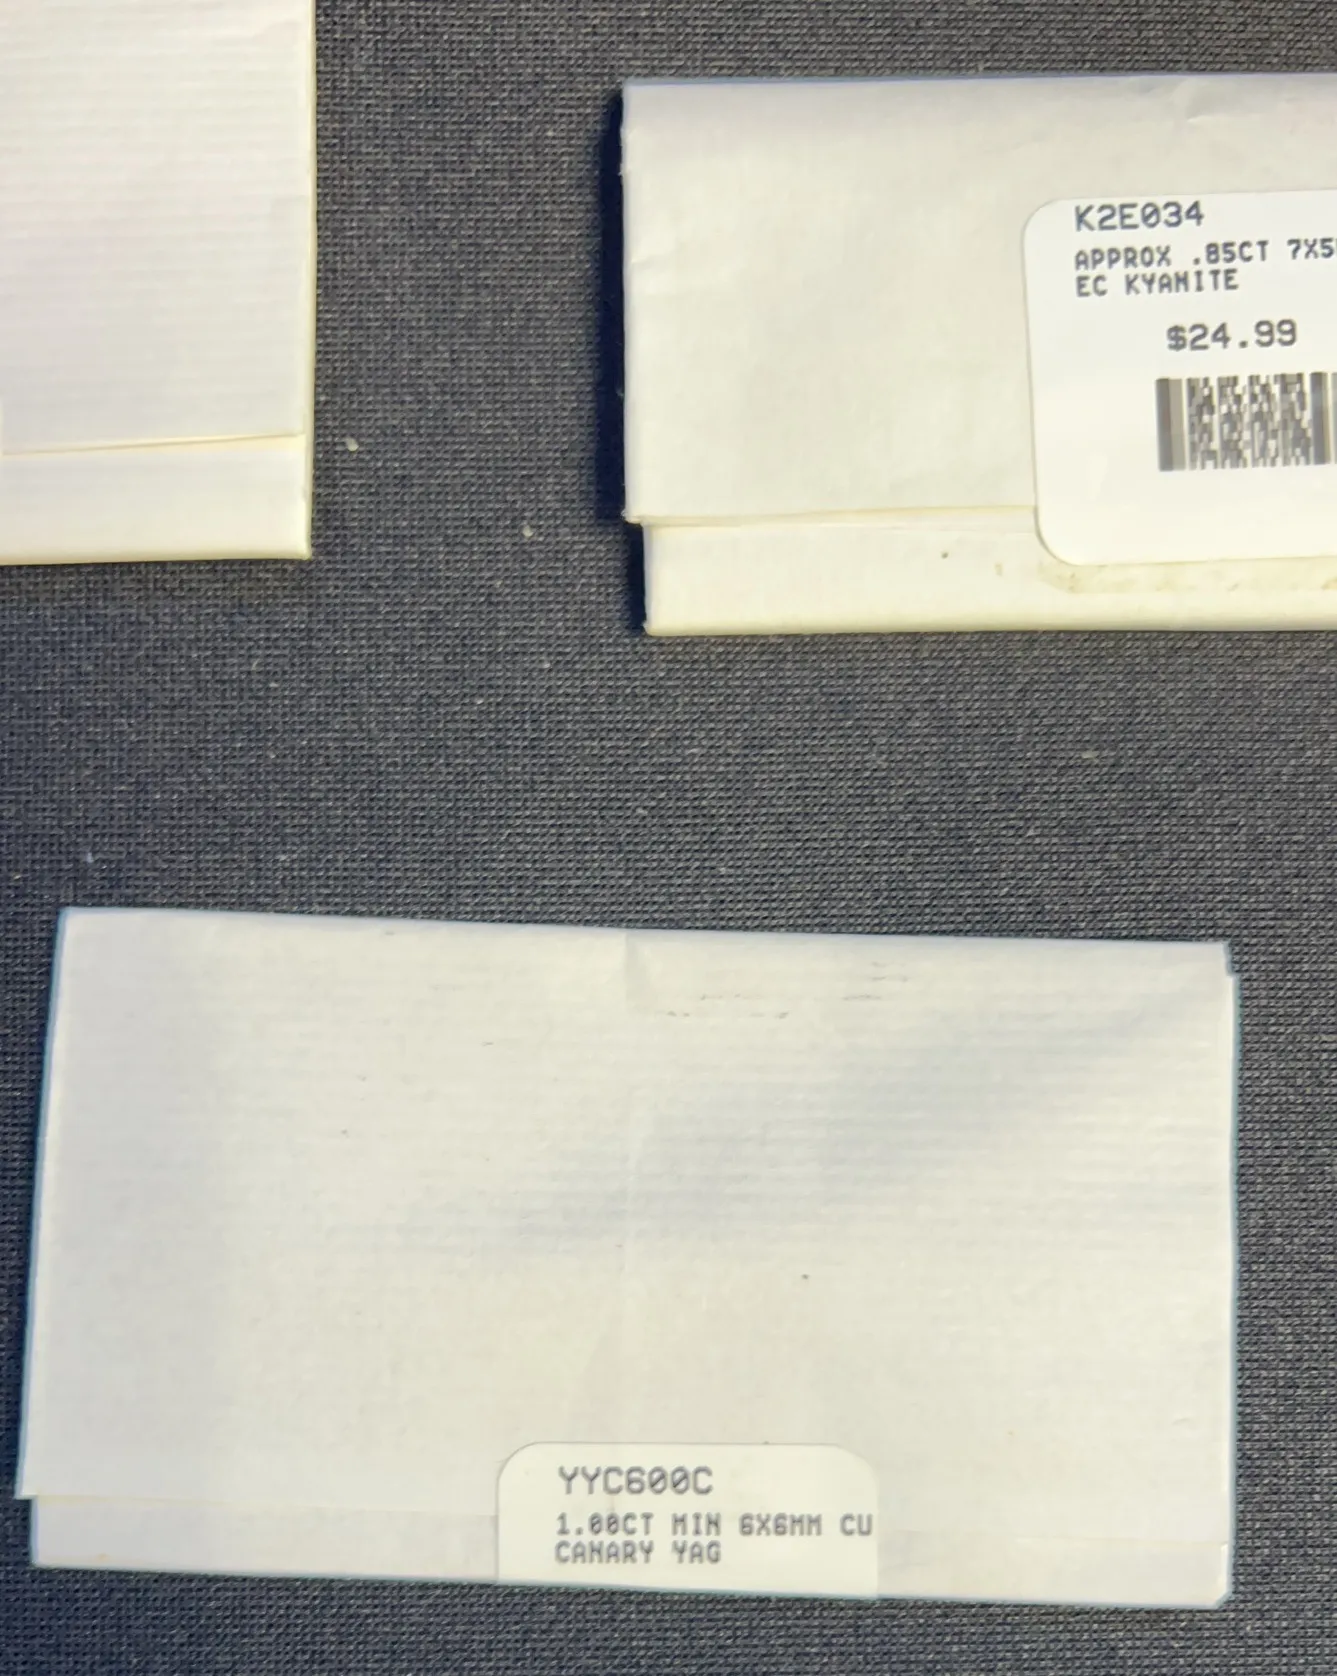 K2E034
APPROX .85CT 7X5
EC KYANITE
$24.99
YYC600C
1.00CT MIN 6X6MM CU
CANARY YAG